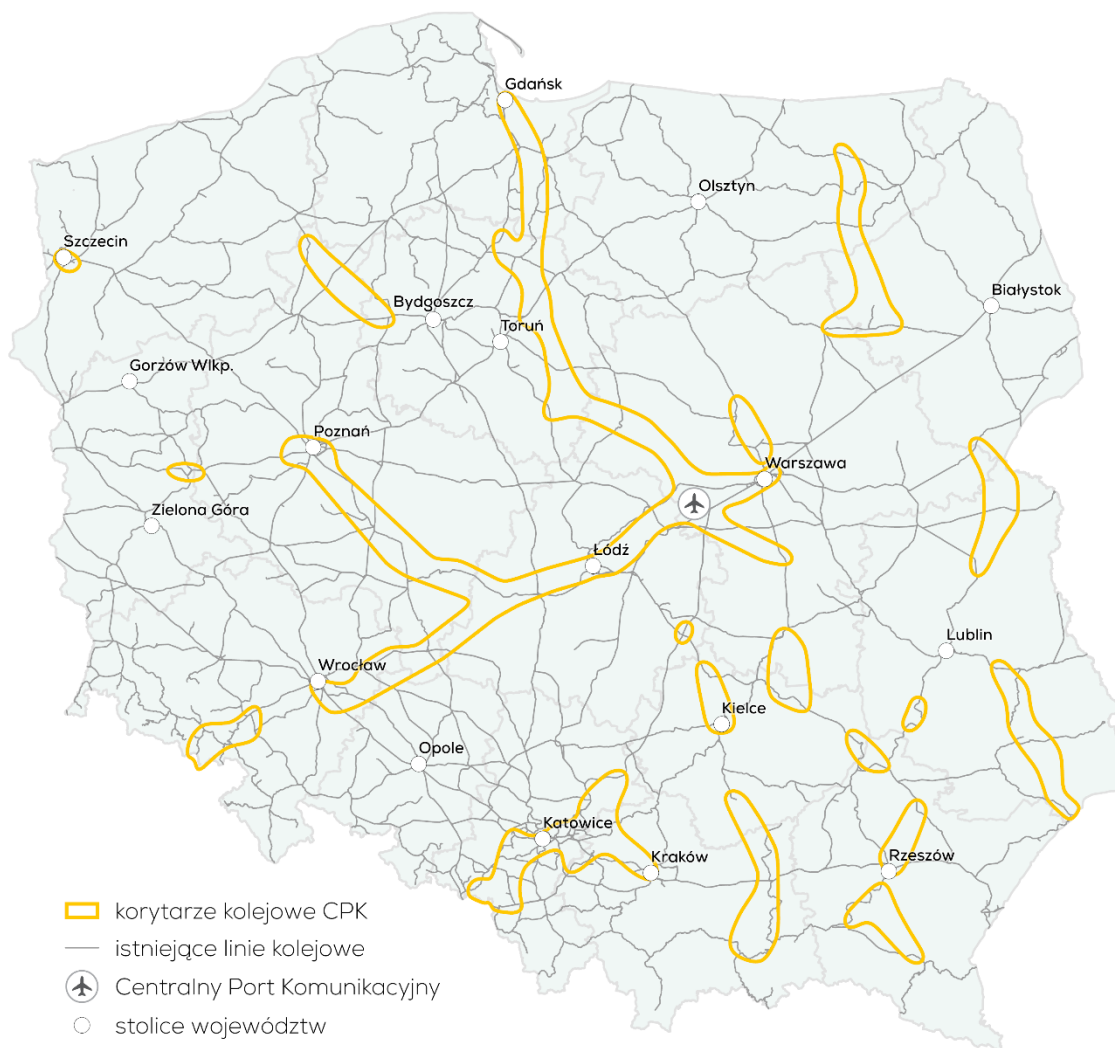 Gdańsk
Olsztyn
Szczecin
Białystok
Bydgoszcz
Toruń
Gorzów Wlkp.
Poznań
Warszawa
Zielona Góra
Łódź
Lublin
Wrocław
Kielce
Opole
Katowice
Kraków
Rzeszów
korytarze kolejowe CPK
istniejące linie kolejowe
Centralny Port Komunikacyjny
stolice województw